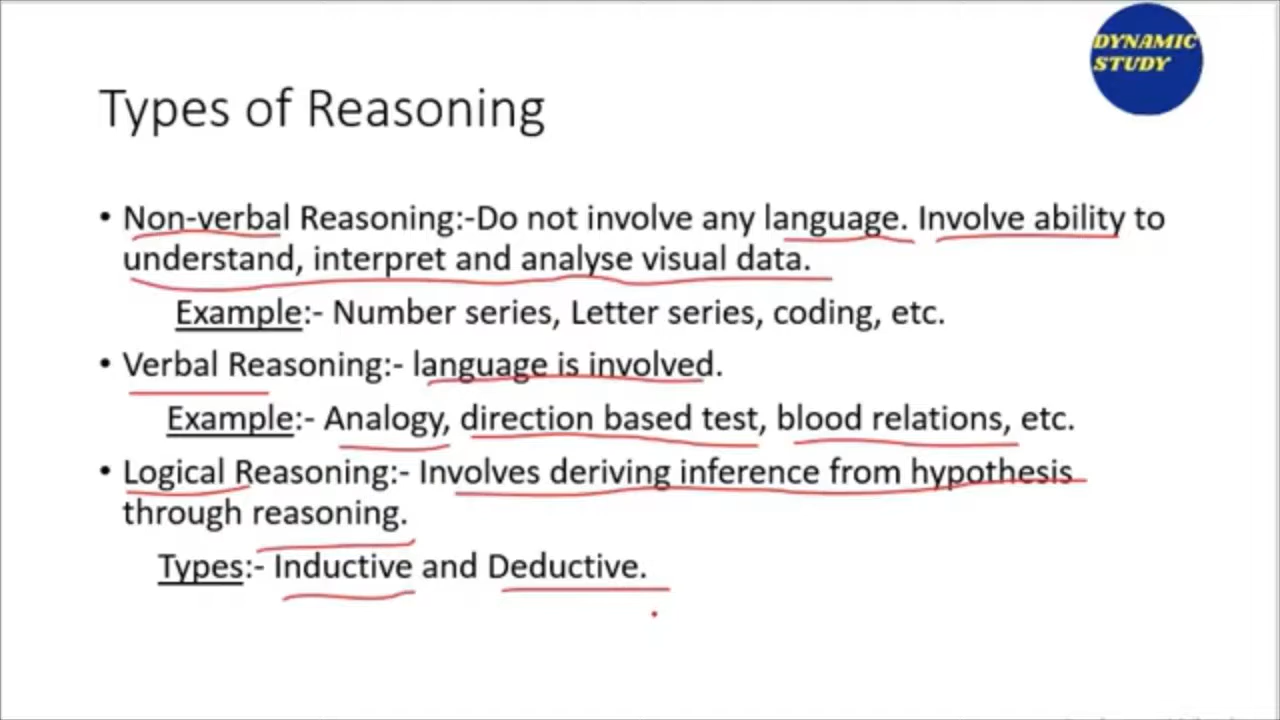 DYNAMIC
STUDY
Types of Reasoning
• Non-verbal Reasoning:-Do not involve any language. Involve ability to
understand, interpret and analyse visual data.
Example:- Number series, Letter series, coding, etc.
• Verbal Reasoning:- language is involved.
Example:- Analogy, direction based test, blood relations, etc.
• Logical Reasoning:- Involves deriving inference from hypothesis
through reasoning.
Types:- Inductive and Deductive.